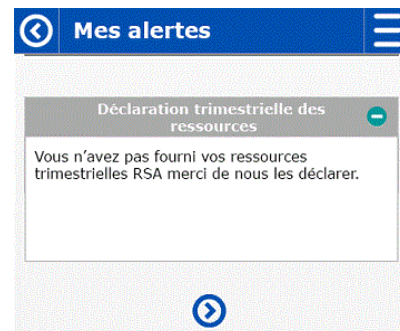 Mes alertes
Déclaration trimestrielle des
ressources
Vous n'avez pas fourni vos ressources
trimestrielles RSA merci de nous les déclarer.